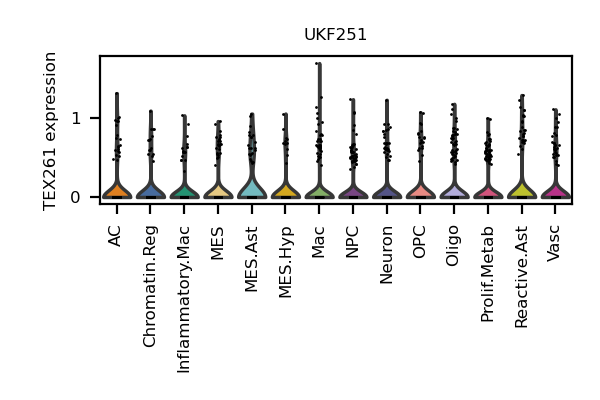 UKF251
TEX261 expression
1
0
AC
Chromatin.Reg
Inflammatory.Mac
MES
MES.Ast
MES.Hyp
Mac
NPC
Neuron
OPC
Oligo
Prolif.Metab
Reactive.Ast
Vasc